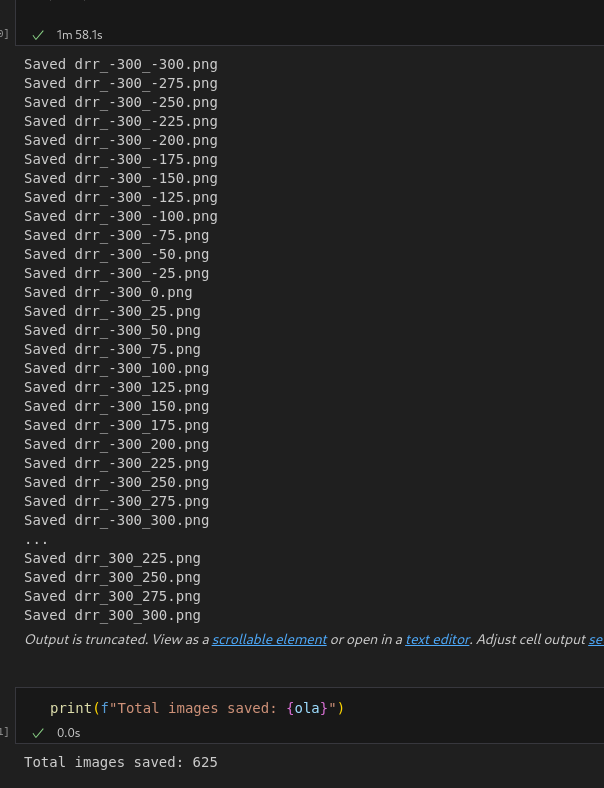 0]
1m 58.1s
Saved drr_-300_-300.png
Saved drr_-300_-275.png
Saved drr_-300_-250.png
Saved drr_-300_-225.png
Saved drr_-300_-200.png
Saved drr_-300_-175.png
Saved drr_-300_-150.png
Saved drr_-300_-125.png
Saved drr_-300_-100.png
Saved drr_-300_-75.png
Saved drr_-300_-50.png
Saved drr_-300_-25.png
Saved drr_-300_0.png
Saved drr_-300_25.png
Saved drr_-300_50.png
Saved drr_-300_75.png
Saved drr_-300_100.png
Saved drr_-300_125.png
Saved drr_-300_150.png
Saved drr_-300_175.png
Saved drr_-300_200.png
Saved drr_-300_225.png
Saved drr_-300_250.png
Saved drr_-300_275.png
Saved drr_-300_300.png
...
Saved drr_300_225.png
Saved drr_300_250.png
Saved drr_300_275.png
Saved drr_300_300.png
Output is truncated. View as a scrollable element or open in a text editor. Adjust cell output se
print(f"Total images saved: {ola}")
1]
0.0s
Total images saved: 625